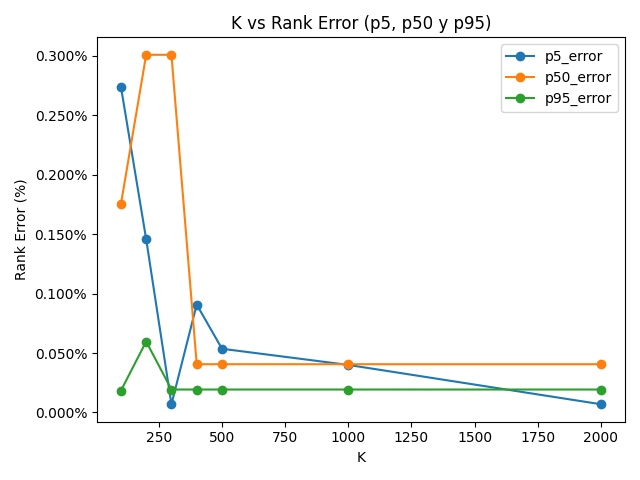 K vs Rank Error (p5, p50 y p95)
p5_error
p50_error
p95_error
Rank Error (%)
0.300%
0.250%
0.200%
0.150%
0.100%
0.050%
0.000%
250 500 750 1000 1250 1500 1750 2000
K